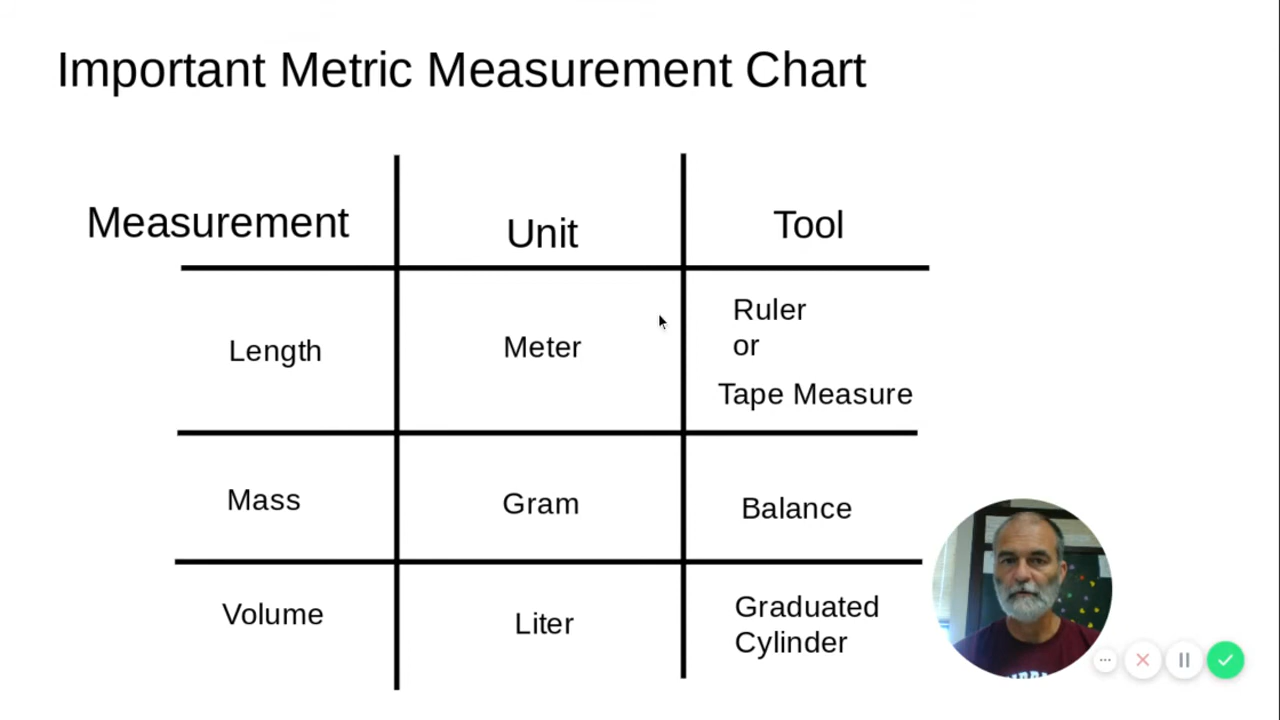 Important Metric Measurement Chart
Measurement
Unit
Tool
Length
Meter
Ruler
or
Tape Measure
Mass
Gram
Balance
Volume
Liter
Graduated
Cylinder